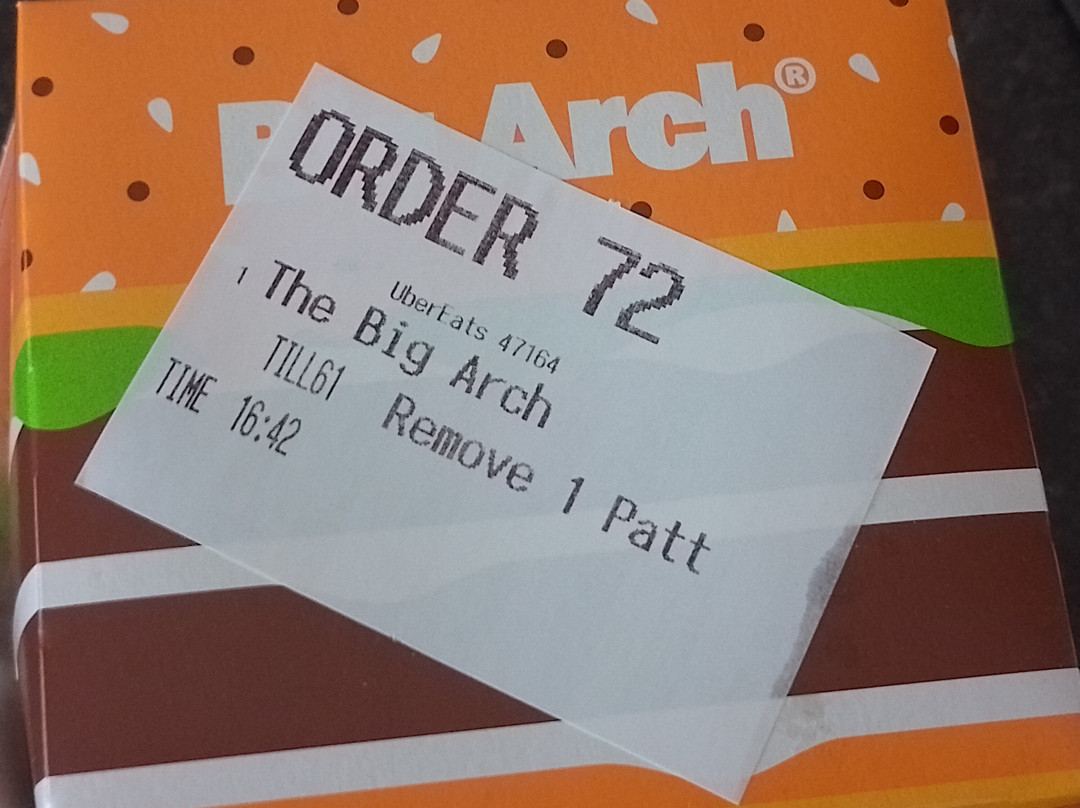 Arch®
ORDER 72
UberEats 47164
1 The Big Arch
TILL61 Remove 1 Patt
TIME 16:42